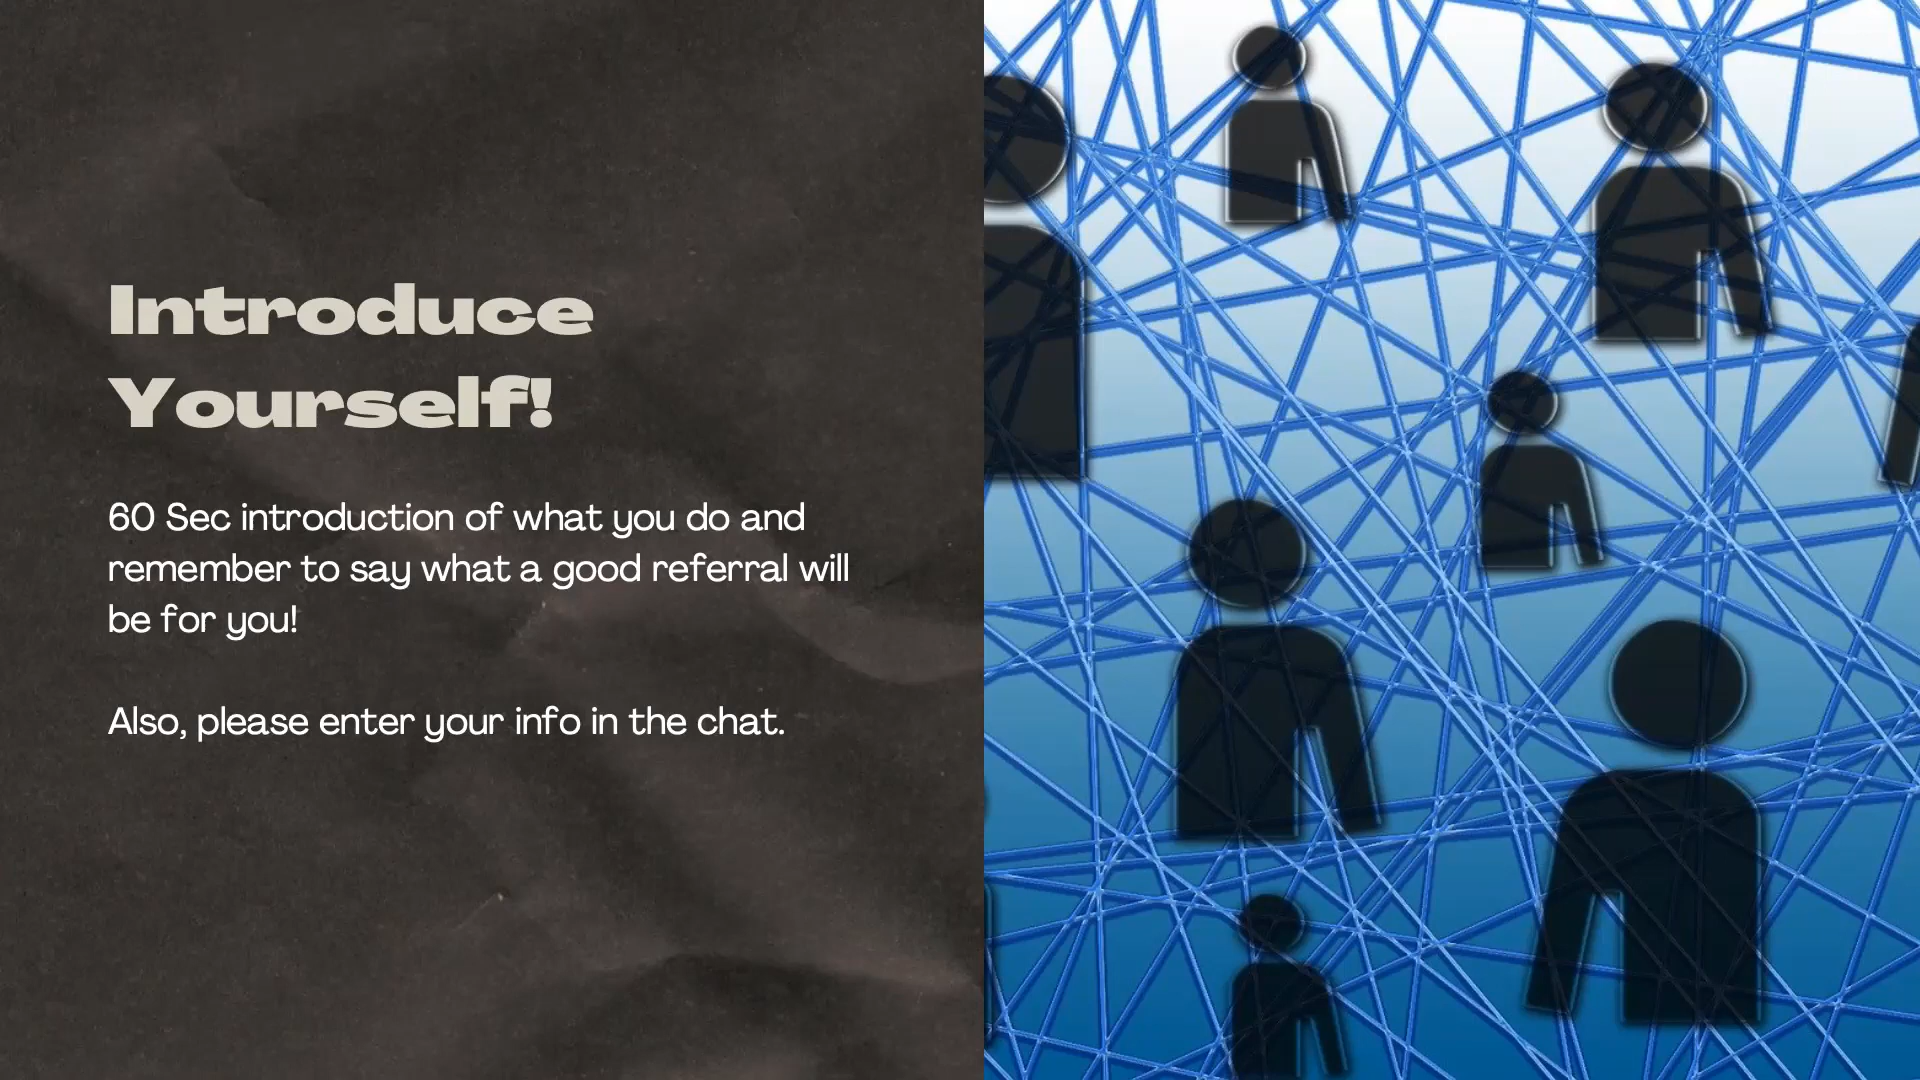 Introduce
Yourself!
60 Sec introduction of what you do and
remember to say what a good referral will
be for you!
Also, please enter your info in the chat.